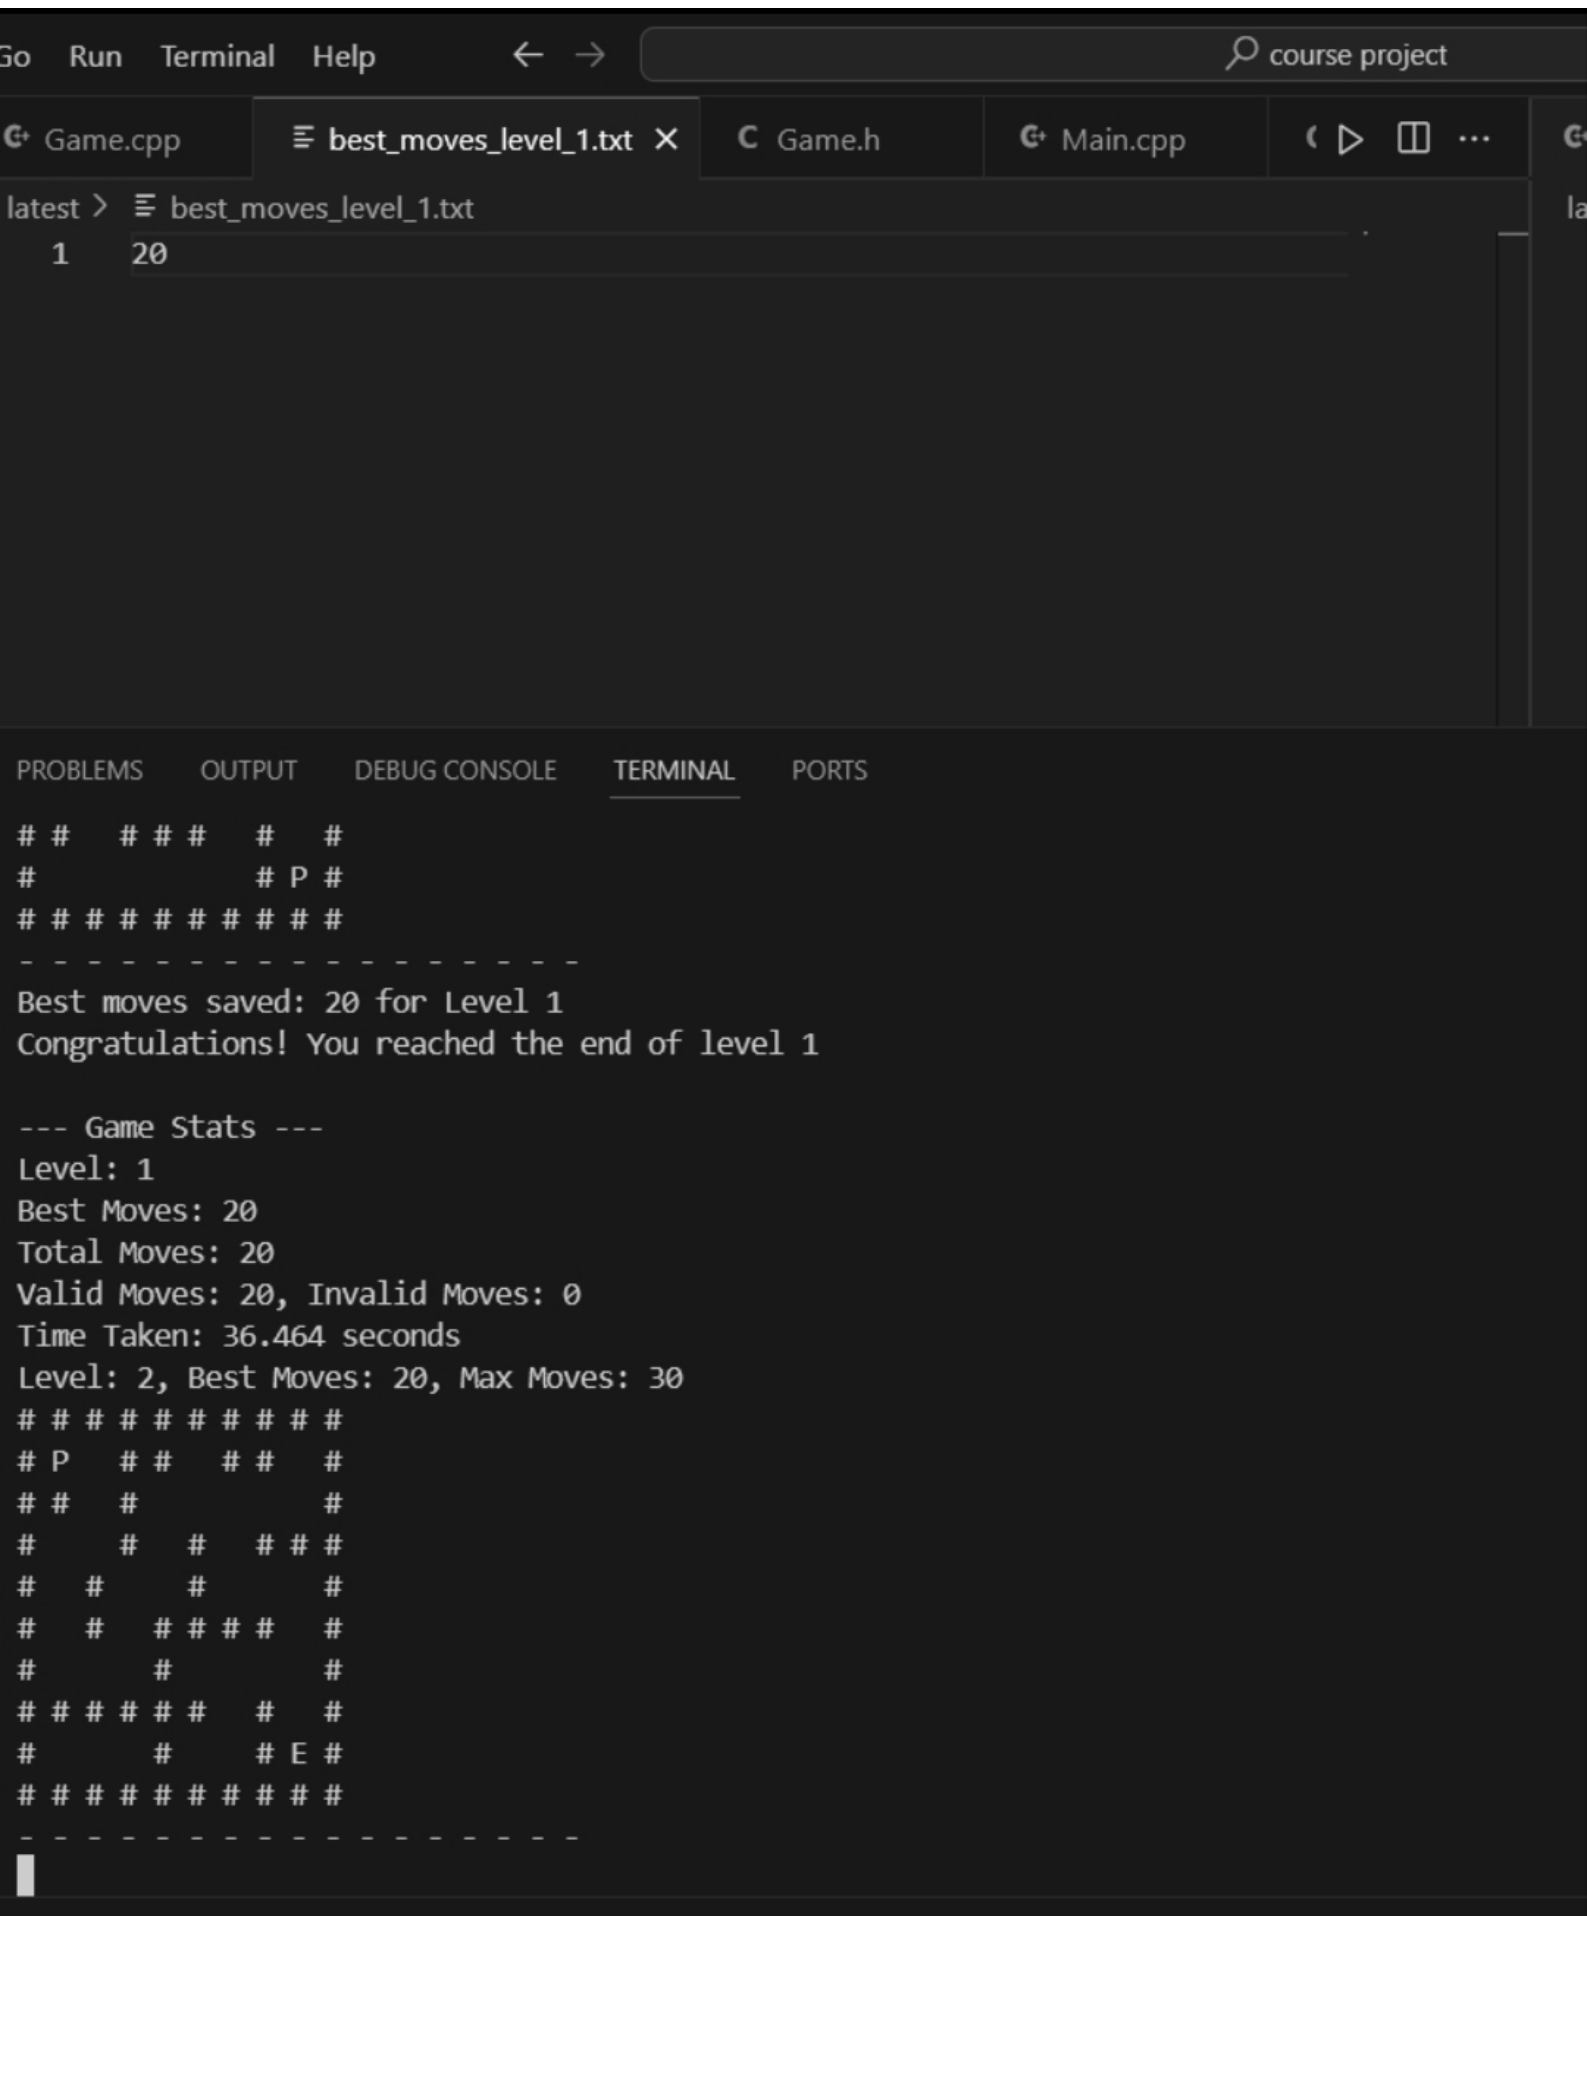 Go Run Terminal Help course project
Game.cpp best_moves_level_1.txt Game.h Main.cpp
latest > best_moves_level_1.txt la
1 20
PROBLEMS OUTPUT DEBUG CONSOLE TERMINAL PORTS
# #   # # #   #   #
#             # P #
# # # # # # # # # #
- - - - - - - - - - - - - - - - -
Best moves saved: 20 for Level 1
Congratulations! You reached the end of level 1
--- Game Stats ---
Level: 1
Best Moves: 20
Total Moves: 20
Valid Moves: 20, Invalid Moves: 0
Time Taken: 36.464 seconds
Level: 2, Best Moves: 20, Max Moves: 30
# # # # # # # # # #
# P   # #   # #   #
# #   #           #
#     #   #   # # #
#   #     #       #
#   #   # # # #   #
#       #         #
# # # # # #   #   #
#       #     # E #
# # # # # # # # # #
- - - - - - - - - - - - - - - - -